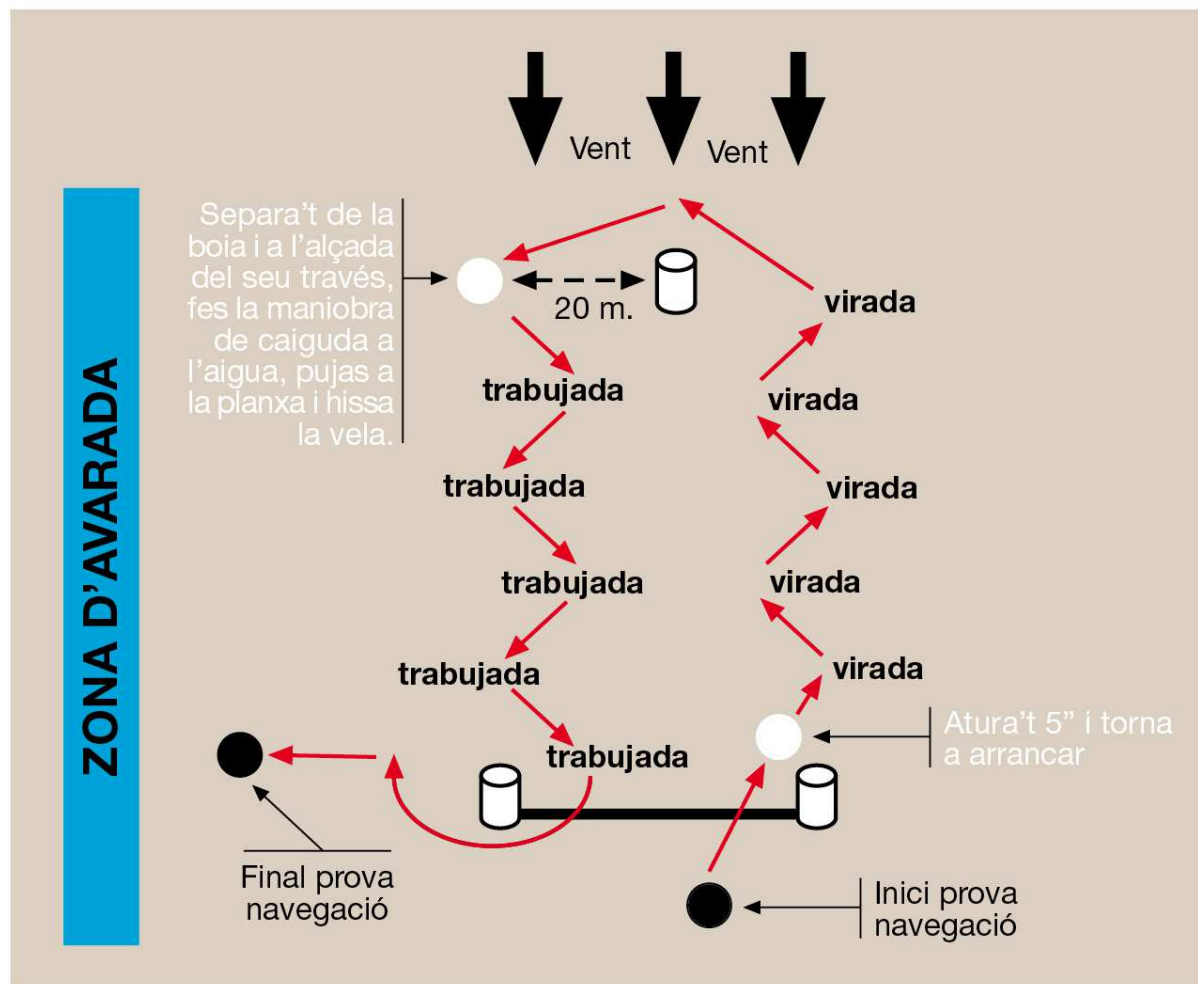 Vent
Vent
ZONA D’AVARADA
Separa’t de la
boia i a l’alçada
del seu través,
fes la maniobra
de caiguda a
l’aigua, pujas a
la planxa i hissa
la vela.
20 m.
virada
trabujada
virada
trabujada
virada
trabujada
virada
trabujada
virada
trabujada
Atura’t 5” i torna
a arrancar
Final prova
navegació
Inici prova
navegació